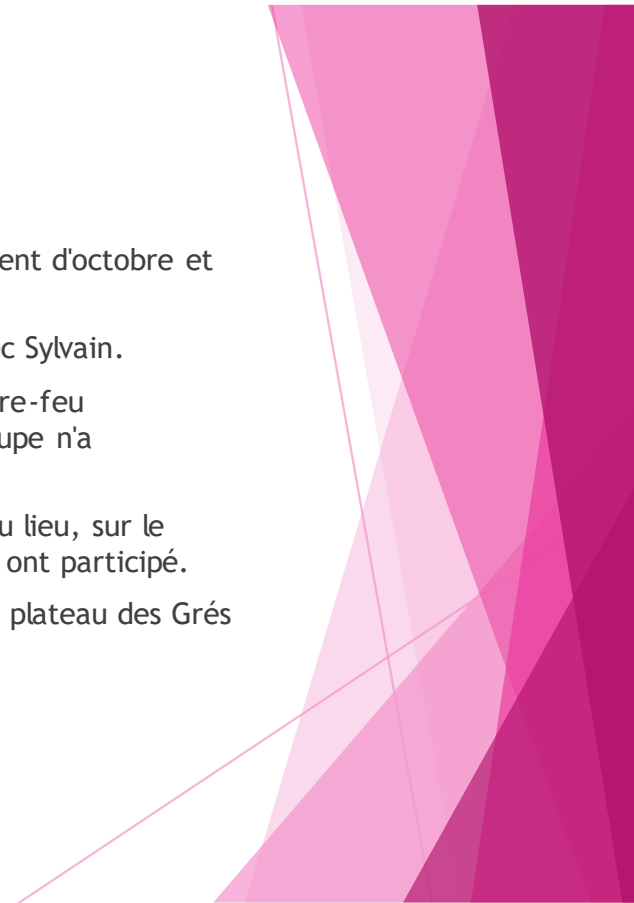 ent d'octobre et
c Sylvain.
re-feu
upe n'a
u lieu, sur le
ont participé.
plateau des Grés